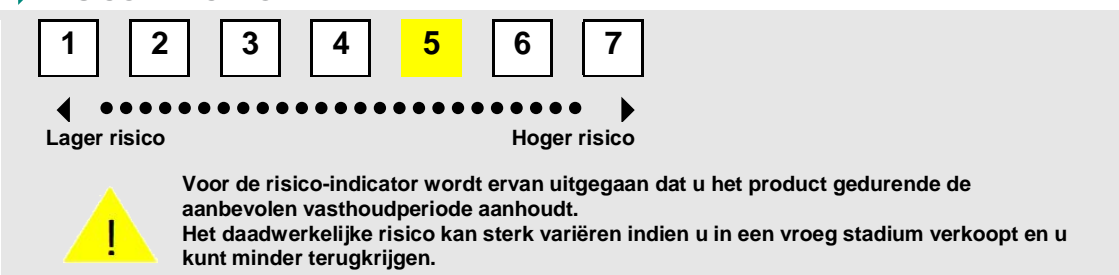 1 2 3 4 5 6 7
Lager risico Hoger risico
Voor de risico-indicator wordt ervan uitgegaan dat u het product gedurende de
aanbevolen vasthoudperiode aanhoudt.
!
Het daadwerkelijke risico kan sterk variëren indien u in een vroeg stadium verkoopt en u
kunt minder terugkrijgen.